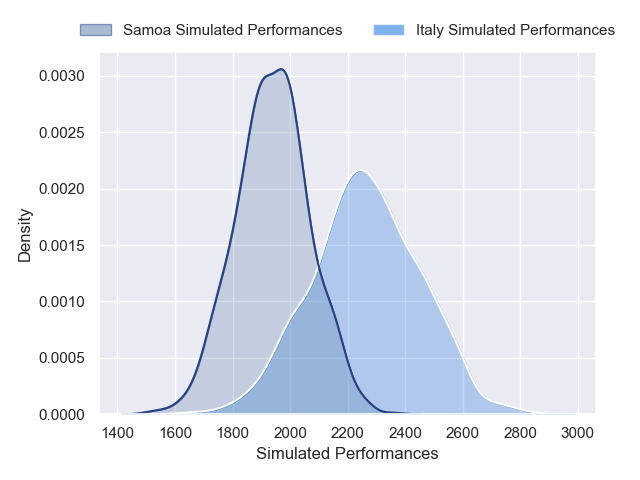 Samoa Simulated Performances Italy Simulated Performances
0.0030
0.0025
0.0020
0.0015
0.0010
0.0005
0.0000
Density
1400 1600 1800 2000 2200 2400 2600 2800 3000
Simulated Performances